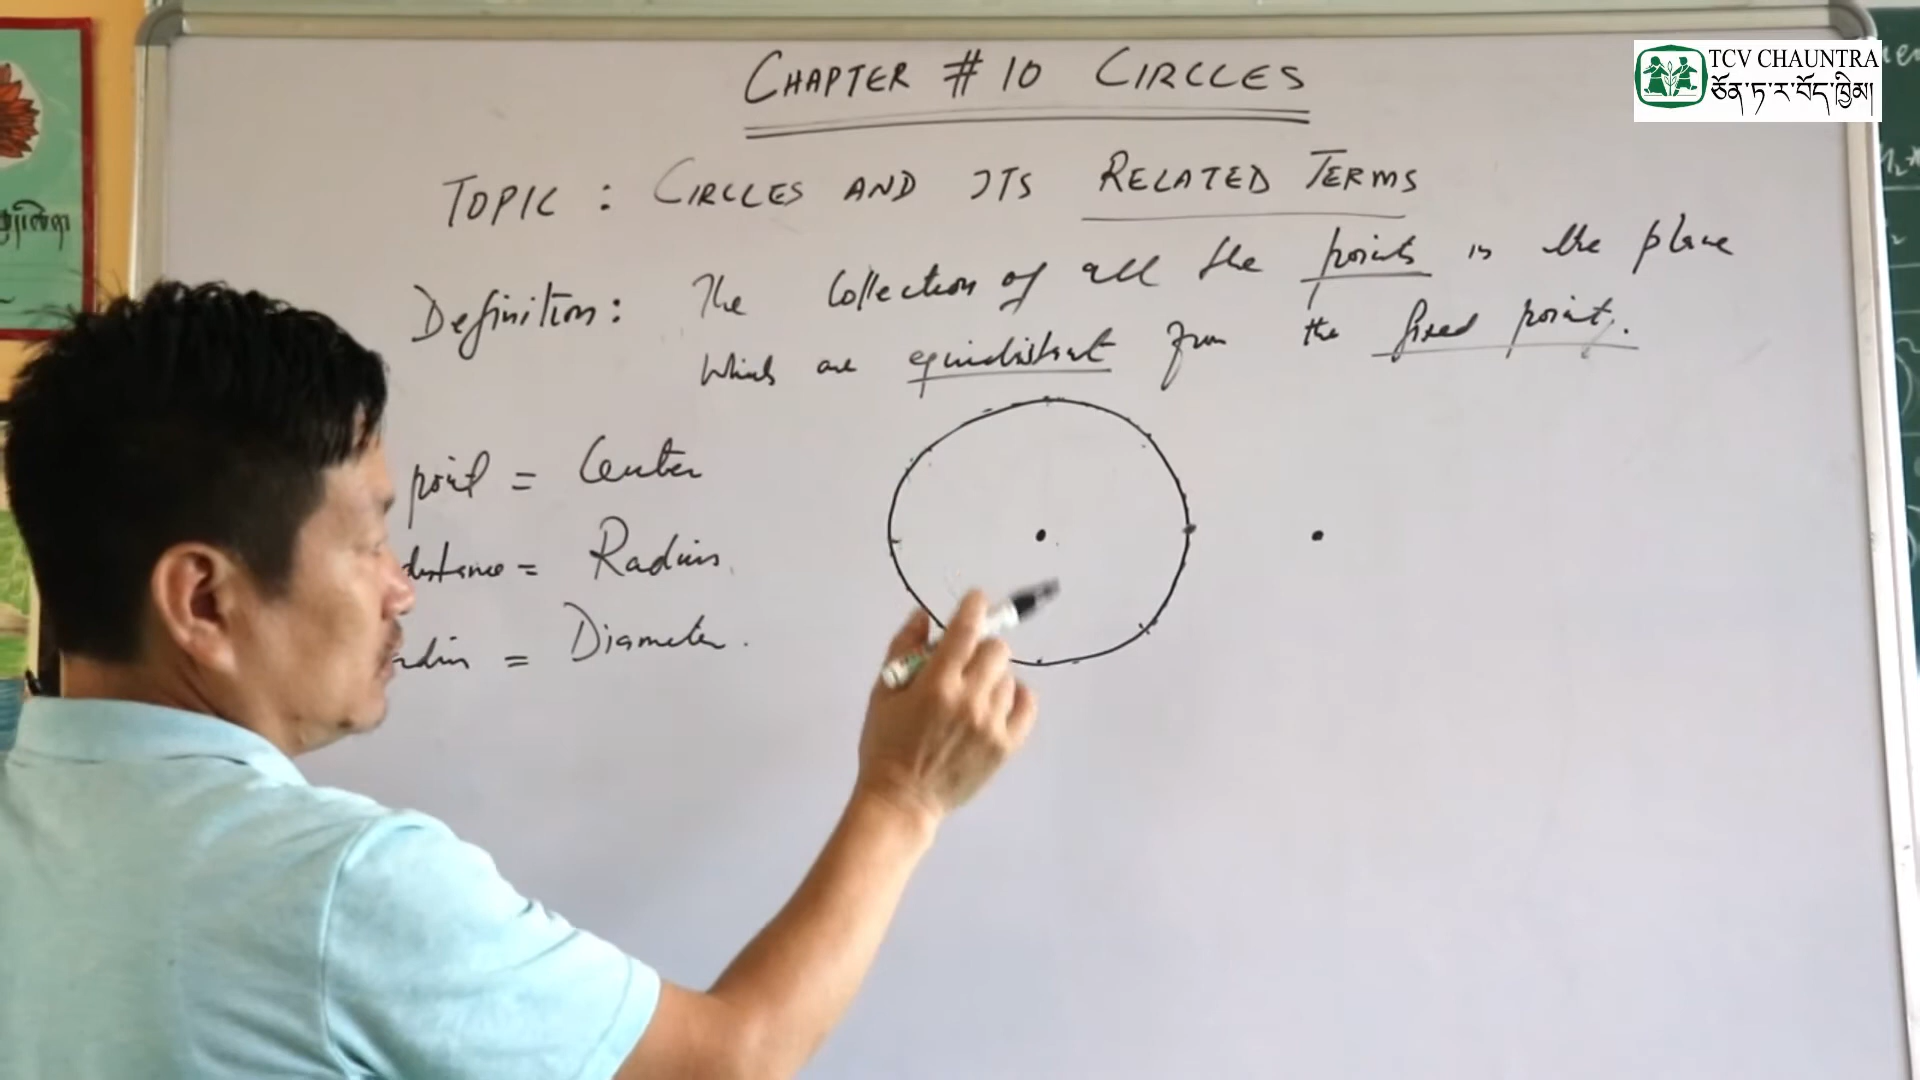 CHAPTER # 10 CIRCLES
TCV CHAUNTRA
ཅོན་ཏ་ར་བོད་ཁྱིམ།
TOPIC : CIRCLES AND ITS RELATED TERMS
Definition: The Collection of all the points in the plane
Which are equidistant from the fixed point.
point = Center
distance = Radius
= Diameter.